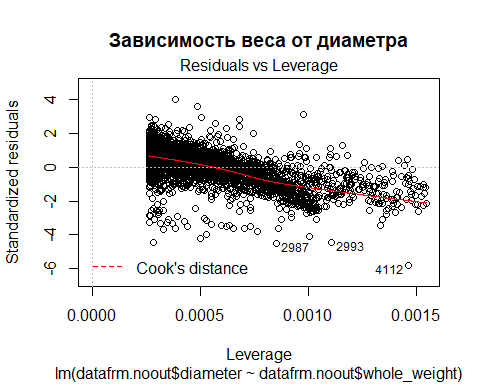 Зависимость веса от диаметра
Residuals vs Leverage
Standardized residuals
4
2
0
-2
-4
-6
2987
2993
4112
Cook's distance
0.0000
0.0005
0.0010
0.0015
Leverage
lm(datafrm.noout$diameter ~ datafrm.noout$whole_weight)